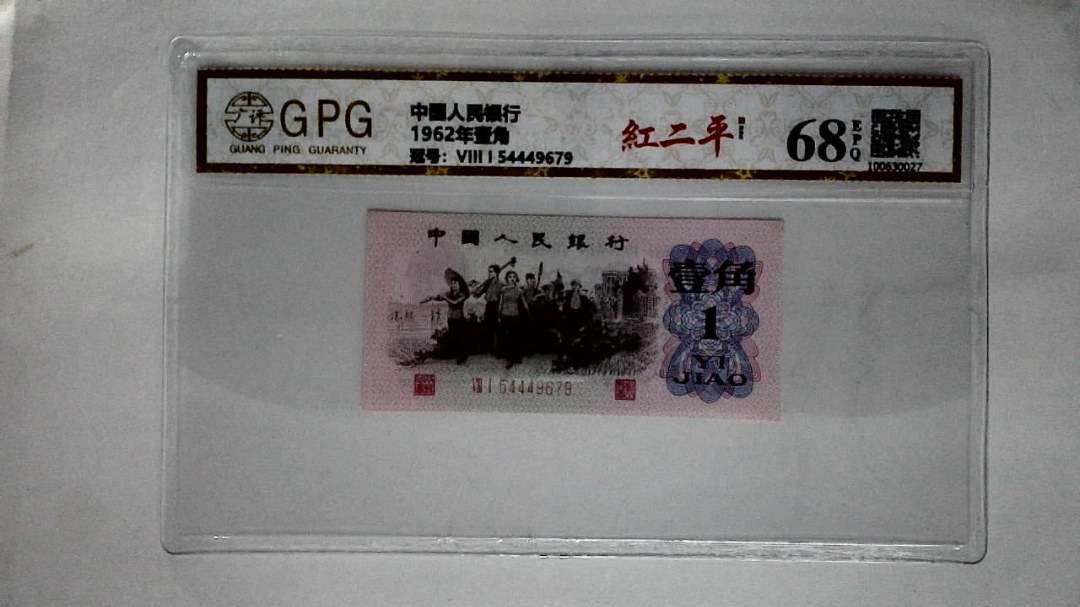 GPG
GUANG PING GUARANTY
中國人民銀行
1962年壹角
冠号: VIII I 54449679
紅二平
68
EPQ
100630027
中國人民銀行
壹角
1
YI
JIAO
VIII I 54449679